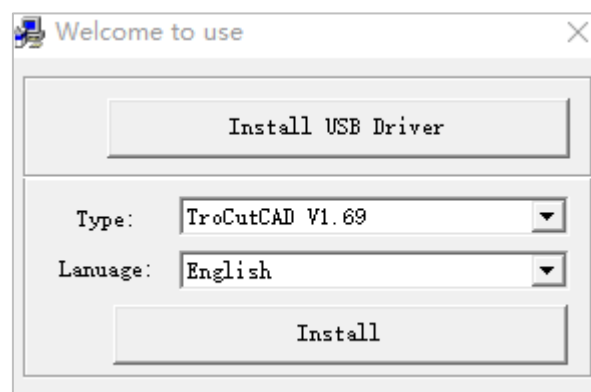 Welcome to use
Install USB Driver
Type: TroCutCAD V1.69
Lanuage: English
Install